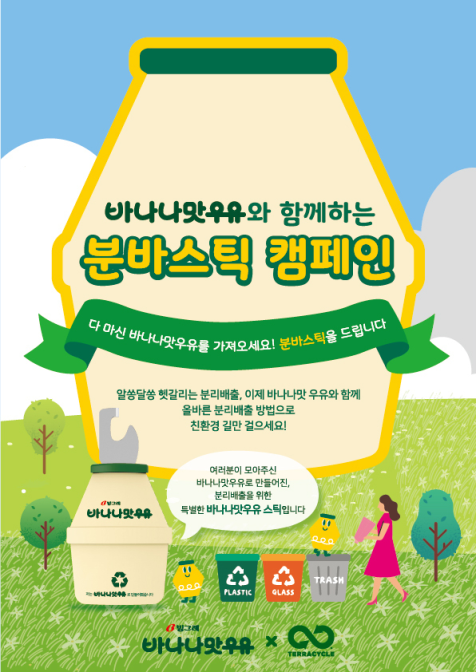 바나나맛우유와 함께하는
분바스틱 캠페인
다 마신 바나나맛우유를 가져오세요! 분바스틱을 드립니다
알쏭달쏭 헷갈리는 분리배출, 이제 바나나맛 우유와 함께
올바른 분리배출 방법으로
친환경 길만 걸으세요!
여러분이 모아주신
바나나맛우유로 만들어진,
분리배출을 위한
특별한 바나나맛우유 스틱입니다
빙그레
바나나맛우유
바나나맛우유
PLASTIC
GLASS
TRASH
빙그레
바나나맛우유
×
TERRACYCLE